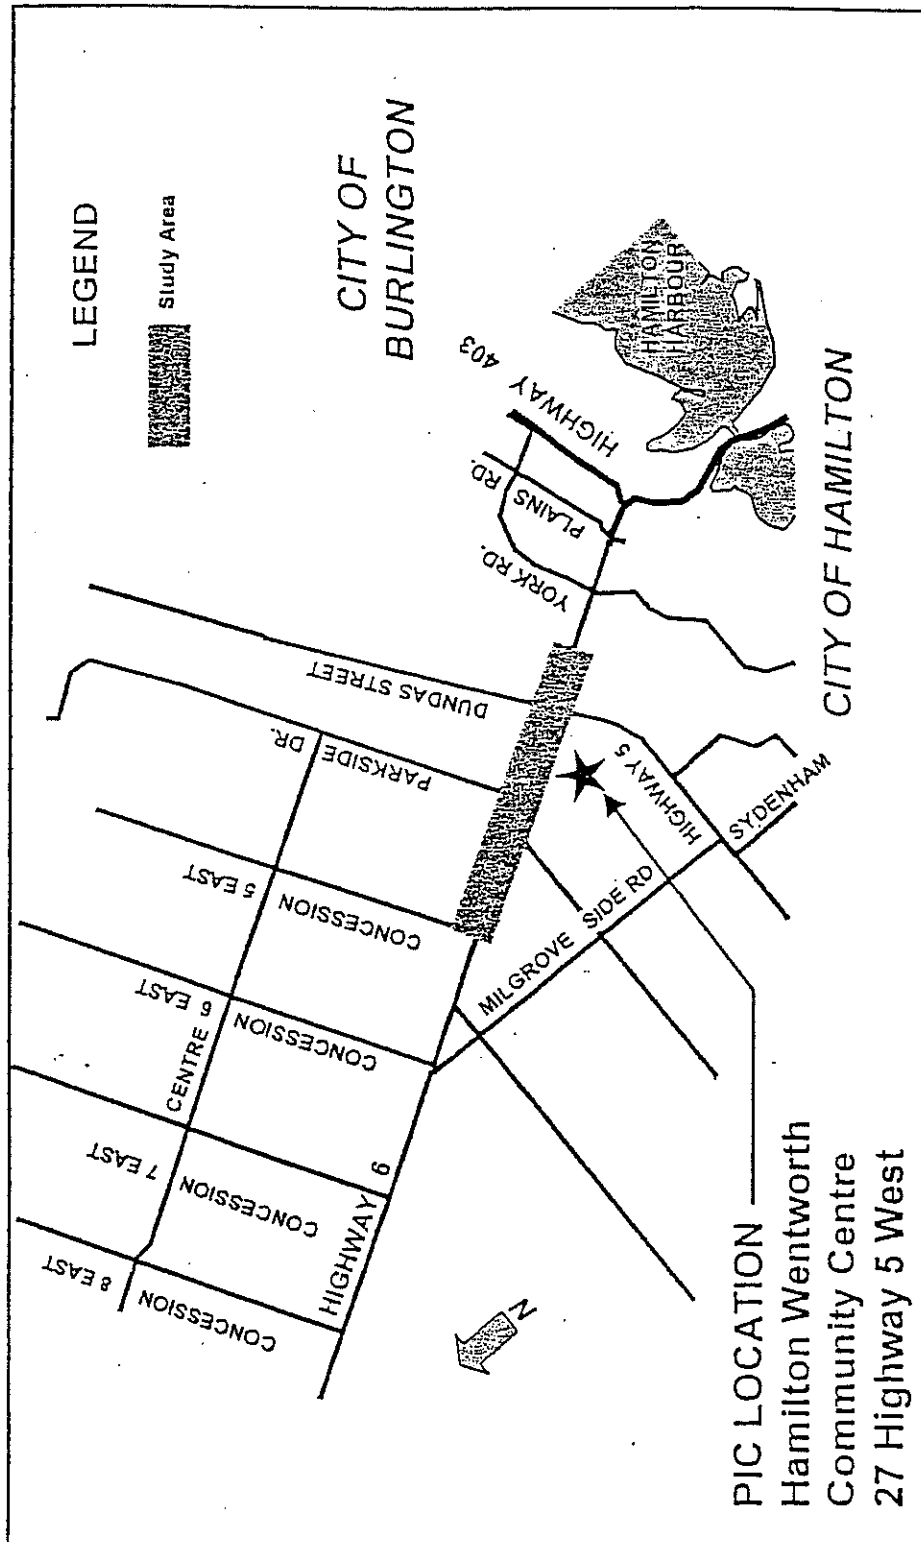 LEGEND
Study Area
CITY OF
BURLINGTON
HAMILTON
HARBOUR
HIGHWAY 403
PLAINS RD.
YORK RD.
CITY OF HAMILTON
DUNDAS STREET
PARKSIDE DR.
HIGHWAY 5
SYDENHAM
MILGROVE SIDE RD
CONCESSION 5 EAST
CONCESSION 6 EAST
CENTRE
CONCESSION 7 EAST
CONCESSION 8 EAST
HIGHWAY 6
N
PIC LOCATION
Hamilton Wentworth
Community Centre
27 Highway 5 West